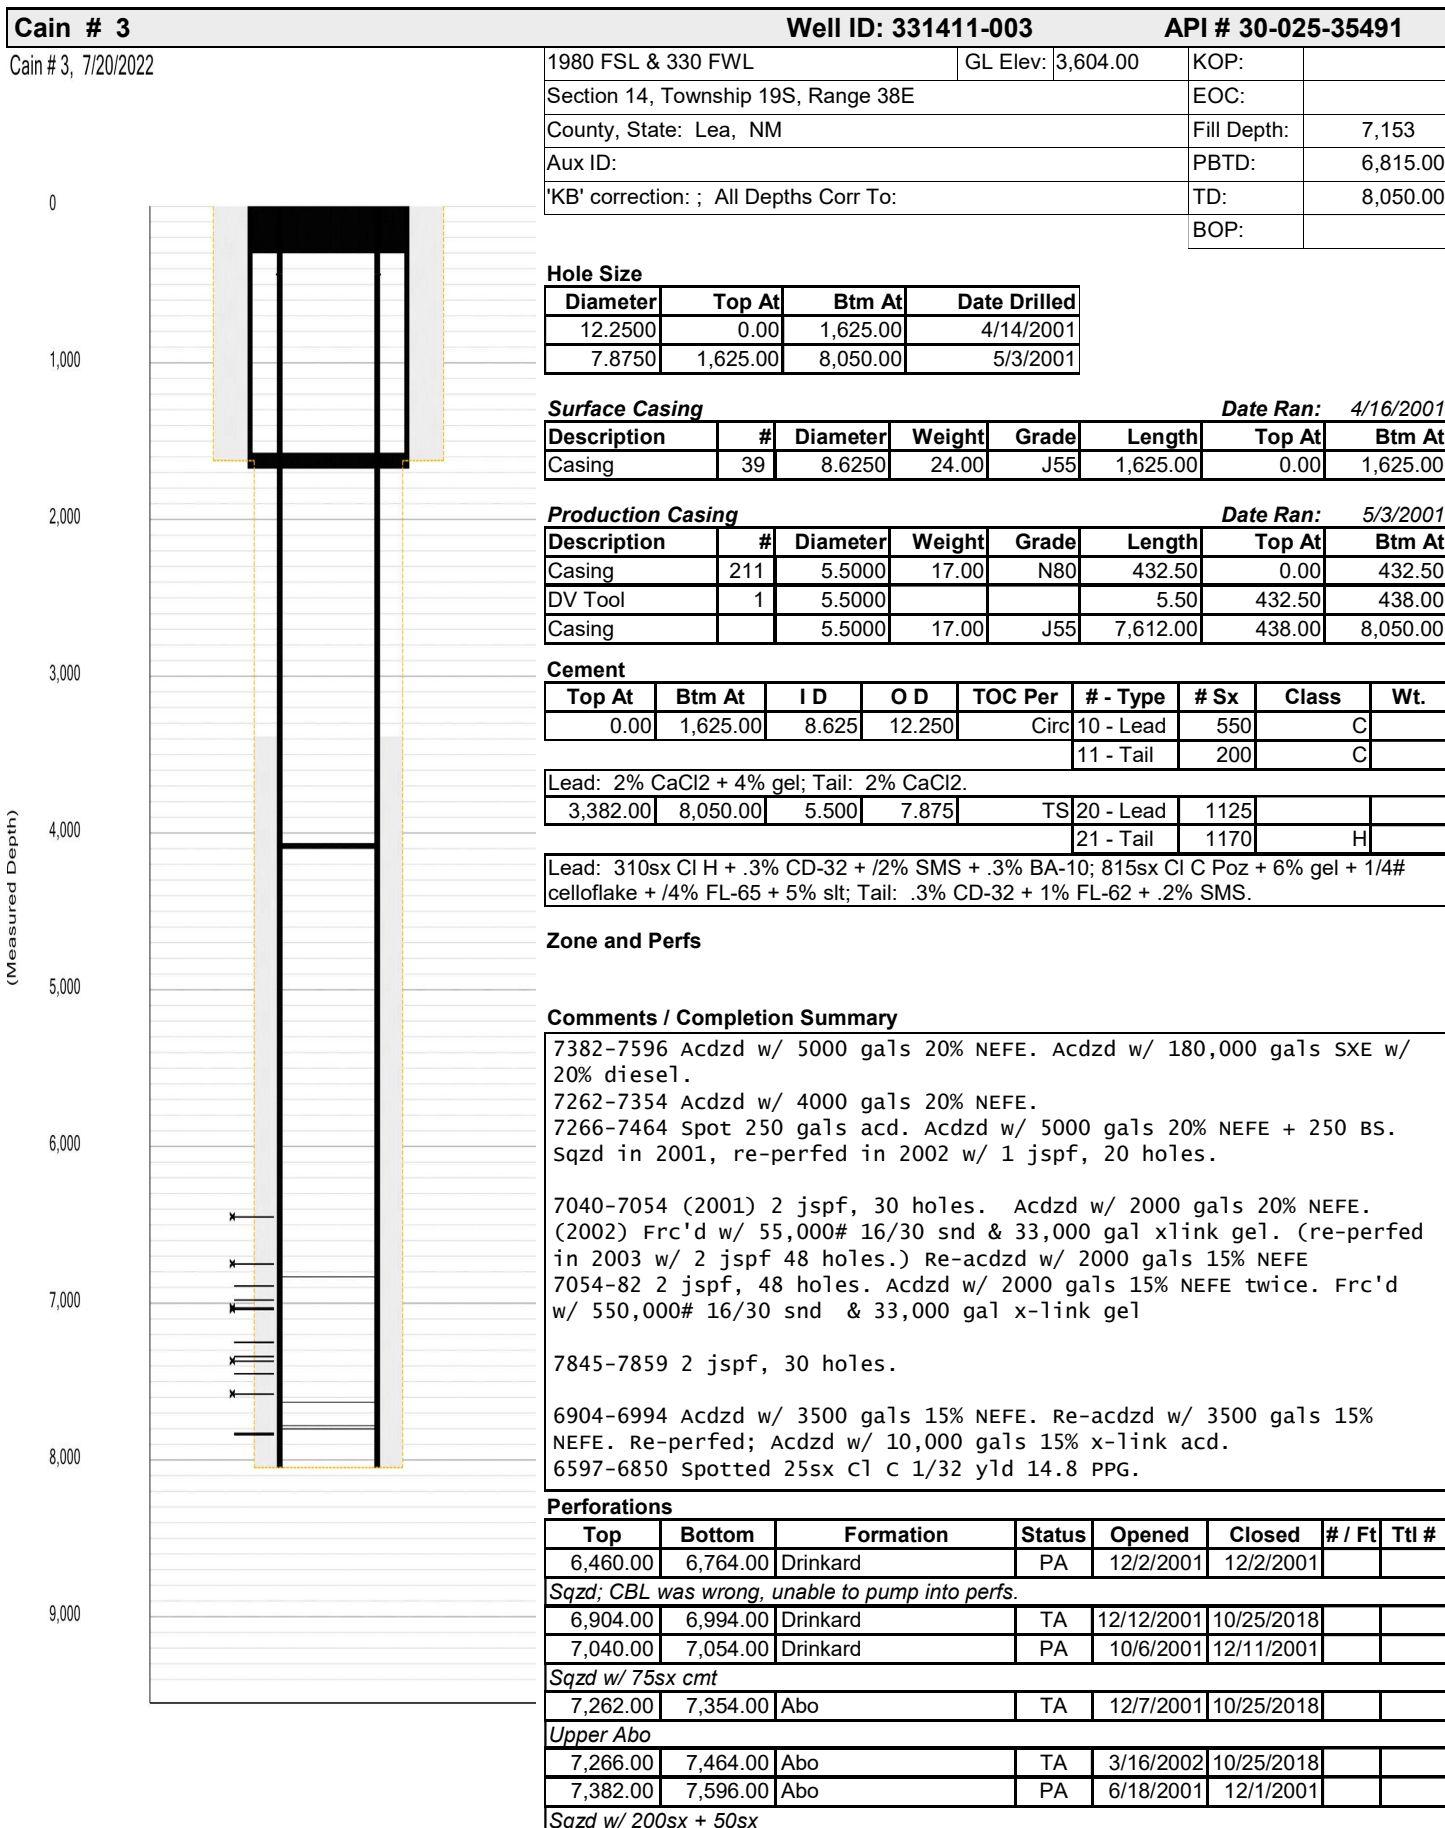 Cain # 3 Well ID: 331411-003 API # 30-025-35491
Cain # 3, 7/20/2022
1980 FSL & 330 FWL GL Elev: 3,604.00 KOP:
Section 14, Township 19S, Range 38E EOC:
County, State: Lea, NM Fill Depth: 7,153
Aux ID: PBTD: 6,815.00
'KB' correction: ; All Depths Corr To: TD: 8,050.00
BOP:
0
1,000
2,000
3,000
4,000
5,000
6,000
7,000
8,000
9,000
(Measured Depth)
Hole Size
Diameter Top At Btm At Date Drilled
12.2500 0.00 1,625.00 4/14/2001
7.8750 1,625.00 8,050.00 5/3/2001
Surface Casing Date Ran: 4/16/2001
Description # Diameter Weight Grade Length Top At Btm At
Casing 39 8.6250 24.00 J55 1,625.00 0.00 1,625.00
Production Casing Date Ran: 5/3/2001
Description # Diameter Weight Grade Length Top At Btm At
Casing 211 5.5000 17.00 N80 432.50 0.00 432.50
DV Tool 1 5.5000 5.50 432.50 438.00
Casing 5.5000 17.00 J55 7,612.00 438.00 8,050.00
Cement
Top At Btm At I D O D TOC Per # - Type # Sx Class Wt.
0.00 1,625.00 8.625 12.250 Circ 10 - Lead 550 C
11 - Tail 200 C
Lead: 2% CaCl2 + 4% gel; Tail: 2% CaCl2.
3,382.00 8,050.00 5.500 7.875 TS 20 - Lead 1125
21 - Tail 1170 H
Lead: 310sx Cl H + .3% CD-32 + /2% SMS + .3% BA-10; 815sx Cl C Poz + 6% gel + 1/4#
celloflake + /4% FL-65 + 5% slt; Tail: .3% CD-32 + 1% FL-62 + .2% SMS.
Zone and Perfs
Comments / Completion Summary
7382-7596 Acdzd w/ 5000 gals 20% NEFE. Acdzd w/ 180,000 gals SXE w/
20% diesel.
7262-7354 Acdzd w/ 4000 gals 20% NEFE.
7266-7464 Spot 250 gals acd. Acdzd w/ 5000 gals 20% NEFE + 250 BS.
Sqzd in 2001, re-perfed in 2002 w/ 1 jspf, 20 holes.
7040-7054 (2001) 2 jspf, 30 holes. Acdzd w/ 2000 gals 20% NEFE.
(2002) Frc'd w/ 55,000# 16/30 snd & 33,000 gal xlink gel. (re-perfed
in 2003 w/ 2 jspf 48 holes.) Re-acdzd w/ 2000 gals 15% NEFE
7054-82 2 jspf, 48 holes. Acdzd w/ 2000 gals 15% NEFE twice. Frc'd
w/ 550,000# 16/30 snd & 33,000 gal x-link gel
7845-7859 2 jspf, 30 holes.
6904-6994 Acdzd w/ 3500 gals 15% NEFE. Re-acdzd w/ 3500 gals 15%
NEFE. Re-perfed; Acdzd w/ 10,000 gals 15% x-link acd.
6597-6850 Spotted 25sx Cl C 1/32 yld 14.8 PPG.
Perforations
Top Bottom Formation Status Opened Closed # / Ft Ttl #
6,460.00 6,764.00 Drinkard PA 12/2/2001 12/2/2001
Sqzd; CBL was wrong, unable to pump into perfs.
6,904.00 6,994.00 Drinkard TA 12/12/2001 10/25/2018
7,040.00 7,054.00 Drinkard PA 10/6/2001 12/11/2001
Sqzd w/ 75sx cmt
7,262.00 7,354.00 Abo TA 12/7/2001 10/25/2018
Upper Abo
7,266.00 7,464.00 Abo TA 3/16/2002 10/25/2018
7,382.00 7,596.00 Abo PA 6/18/2001 12/1/2001
Sqzd w/ 200sx + 50sx